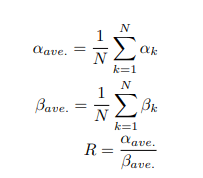 α_{ave.} = \frac{1}{N} \sum_{k=1}^{N} α_k
β_{ave.} = \frac{1}{N} \sum_{k=1}^{N} β_k
R = \frac{α_{ave.}}{β_{ave.}}